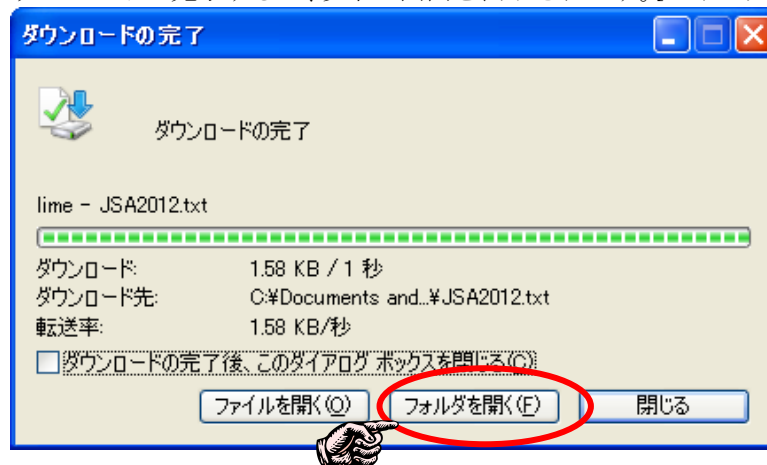 ダウンロードの完了
ダウンロードの完了
lime - JSA2012.txt
ダウンロード: 1.58 KB / 1 秒
ダウンロード先: C:¥Documents and...¥JSA2012.txt
転送率: 1.58 KB/秒
ダウンロードの完了後、このダイアログ ボックスを閉じる(C)
ファイルを開く(O) フォルダを開く(F) 閉じる